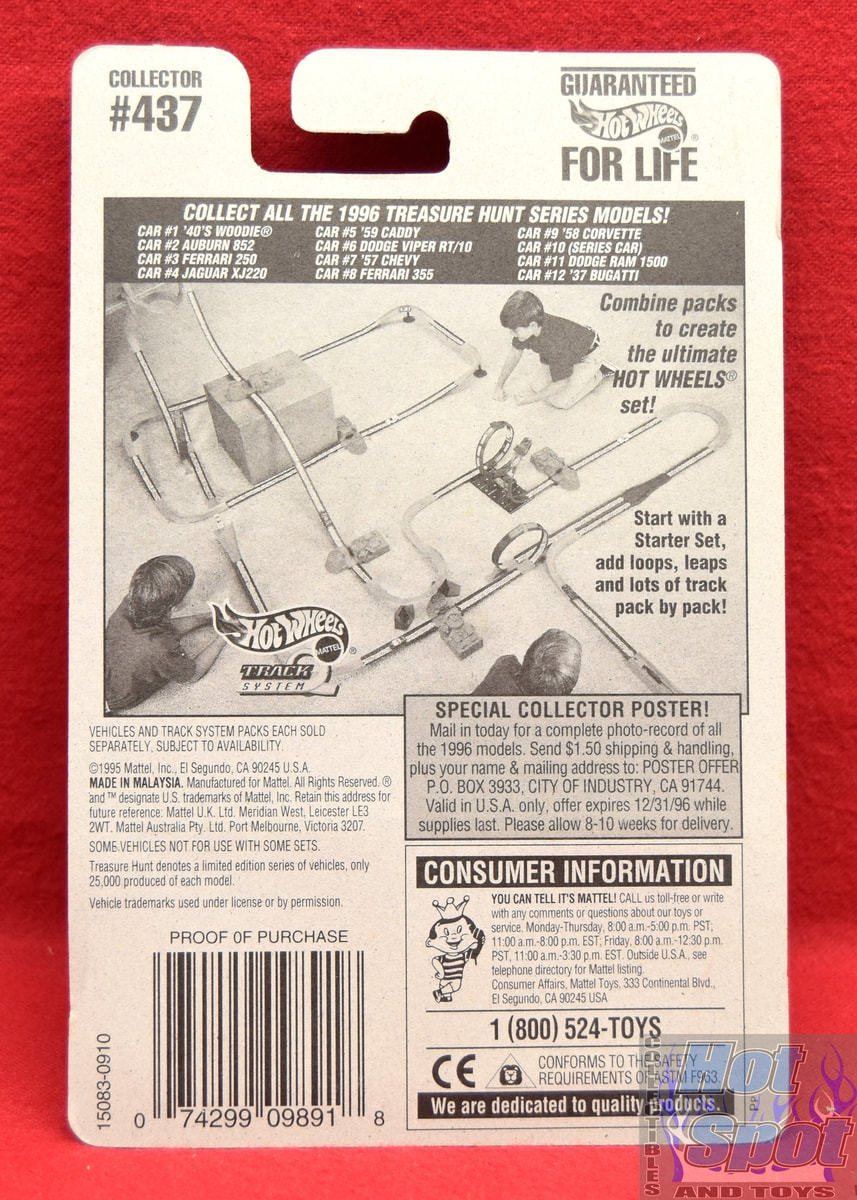 COLLECTOR
#437
GUARANTEED
HOT WHEELS®
MATTEL
FOR LIFE
COLLECT ALL THE 1996 TREASURE HUNT SERIES MODELS!
CAR #1 '40'S WOODIE®
CAR #2 AUBURN 852
CAR #3 FERRARI 250
CAR #4 JAGUAR XJ220
CAR #5 '59 CADDY
CAR #6 DODGE VIPER RT/10
CAR #7 '57 CHEVY
CAR #8 FERRARI 355
CAR #9 '58 CORVETTE
CAR #10 (SERIES CAR)
CAR #11 DODGE RAM 1500
CAR #12 '37 BUGATTI
Combine packs
to create
the ultimate
HOT WHEELS®
set!
Start with a
Starter Set,
add loops, leaps
and lots of track
pack by pack!
HOT WHEELS
MATTEL ®
TRACK
SYSTEM
VEHICLES AND TRACK SYSTEM PACKS EACH SOLD
SEPARATELY, SUBJECT TO AVAILABILITY.
©1995 Mattel, Inc., El Segundo, CA 90245 U.S.A.
MADE IN MALAYSIA. Manufactured for Mattel. All Rights Reserved. ®
and ™ designate U.S. trademarks of Mattel, Inc. Retain this address for
future reference: Mattel U.K. Ltd. Meridian West, Leicester LE3
2WT. Mattel Australia Pty. Ltd. Port Melbourne, Victoria 3207.
SOME VEHICLES NOT FOR USE WITH SOME SETS.
Treasure Hunt denotes a limited edition series of vehicles, only
25,000 produced of each model.
Vehicle trademarks used under license or by permission.
PROOF OF PURCHASE
15083-0910
0 74299 09891 8
SPECIAL COLLECTOR POSTER!
Mail in today for a complete photo-record of all
the 1996 models. Send $1.50 shipping & handling,
plus your name & mailing address to: POSTER OFFER
P.O. BOX 3933, CITY OF INDUSTRY, CA 91744.
Valid in U.S.A. only, offer expires 12/31/96 while
supplies last. Please allow 8-10 weeks for delivery.
CONSUMER INFORMATION
YOU CAN TELL IT'S MATTEL! CALL us toll-free or write
with any comments or questions about our toys or
service. Monday-Thursday, 8:00 a.m.-5:00 p.m. PST;
11:00 a.m.-8:00 p.m. EST; Friday, 8:00 a.m.-12:30 p.m.
PST, 11:00 a.m.-3:30 p.m. EST. Outside U.S.A., see
telephone directory for Mattel listing.
Consumer Affairs, Mattel Toys, 333 Continental Blvd.,
El Segundo, CA 90245 USA
1 (800) 524-TOYS
CE
CONFORMS TO THE SAFETY
REQUIREMENTS OF ASTM F963.
We are dedicated to quality products.
P.P.
COLLECTIBLES
Hot
Spot
AND TOYS